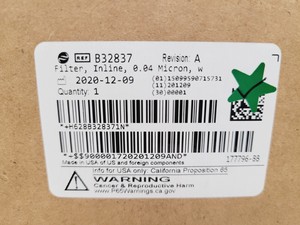 REF B32837 Revision: A
Filter, Inline, 0.04 Micron, w
2020-12-09
Quantity: 1
(01)15099590715731
(11)201209
(30)00001
*+H628B328371N*
*+$$900001720201209AND*
Made in USA of US and foreign components
177796-88
Info for USA only: California Proposition 65
WARNING
Cancer & Reproductive Harm
www.P65Warnings.ca.gov